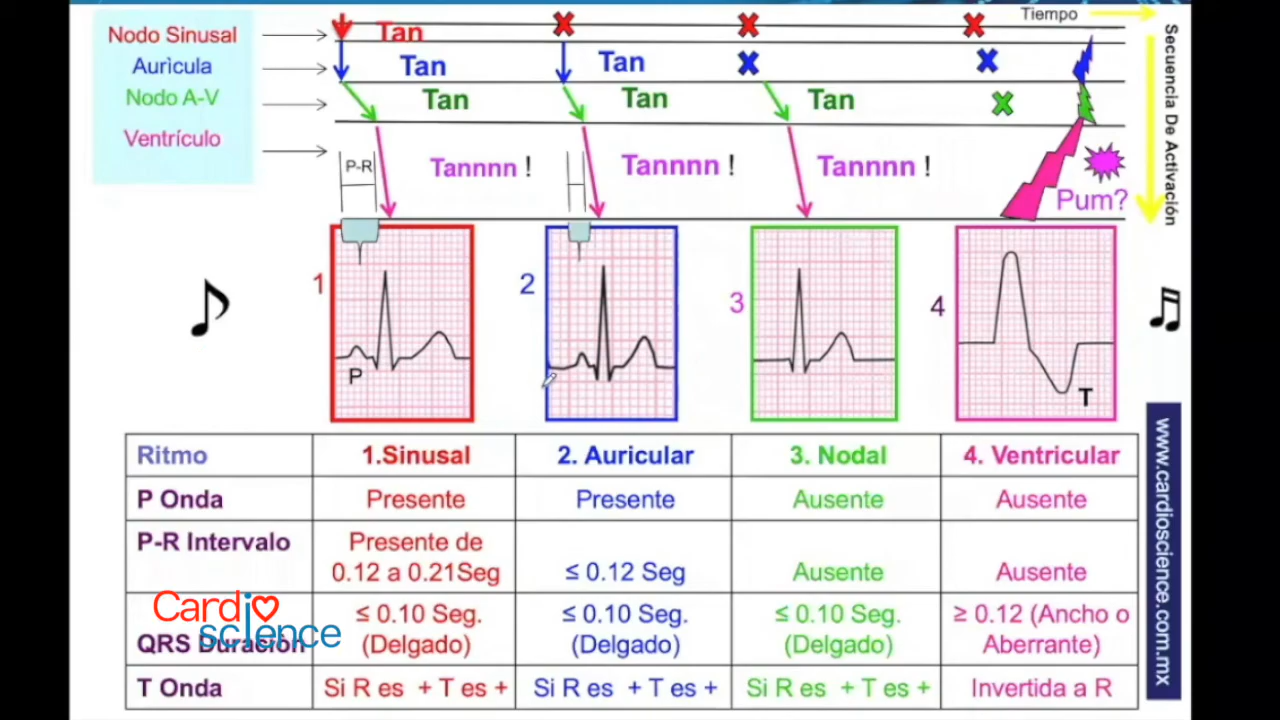 Tiempo
Nodo Sinusal
Aurìcula
Nodo A-V
Ventrículo
Tan
Tan
Tan
Tan
Tan
Tan
P-R
Tannnn !
Tannnn !
Tannnn !
Pum?
Secuencia De Activación
1
2
3
4
P
T
Ritmo 1.Sinusal 2. Auricular 3. Nodal 4. Ventricular
P Onda Presente Presente Ausente Ausente
P-R Intervalo Presente de
0.12 a 0.21Seg ≤ 0.12 Seg Ausente Ausente
QRS Duración ≤ 0.10 Seg. ≤ 0.10 Seg. ≤ 0.10 Seg. ≥ 0.12 (Ancho o
(Delgado) (Delgado) (Delgado) Aberrante)
T Onda Si R es + T es + Si R es + T es + Si R es + T es + Invertida a R
Cardio
science
www.cardioscience.com.mx